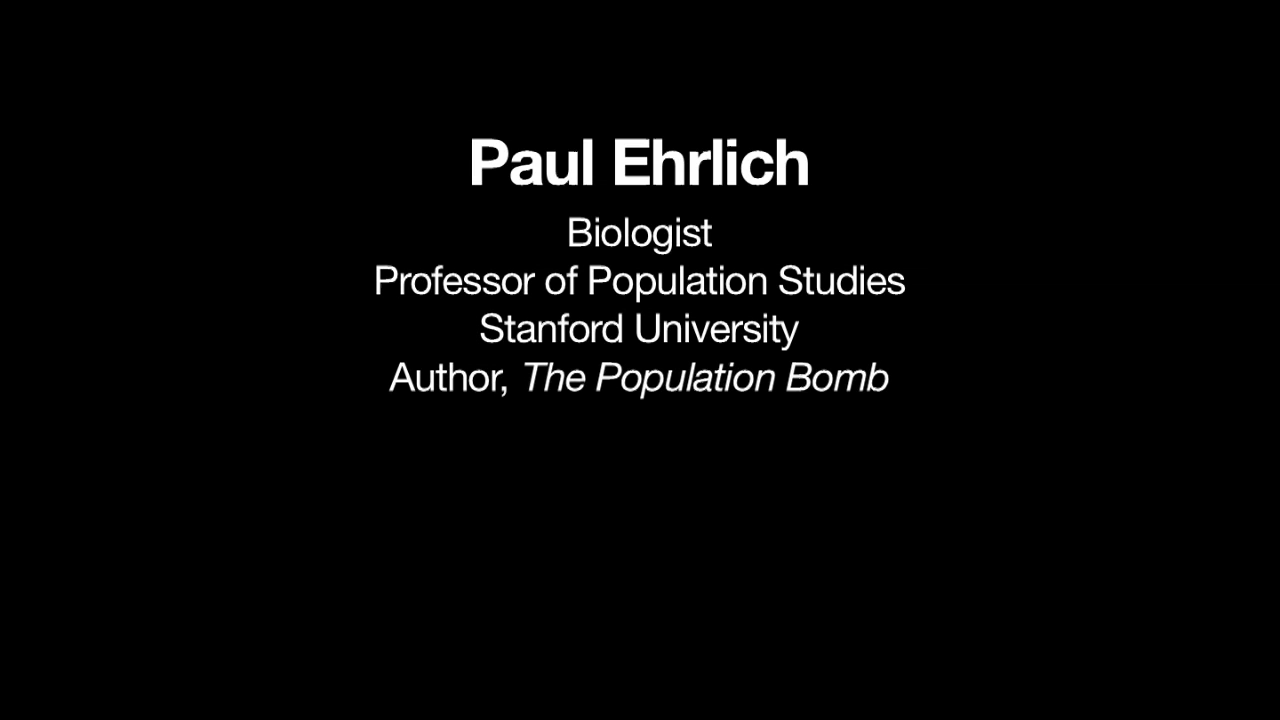 Paul Ehrlich
Biologist
Professor of Population Studies
Stanford University
Author, The Population Bomb